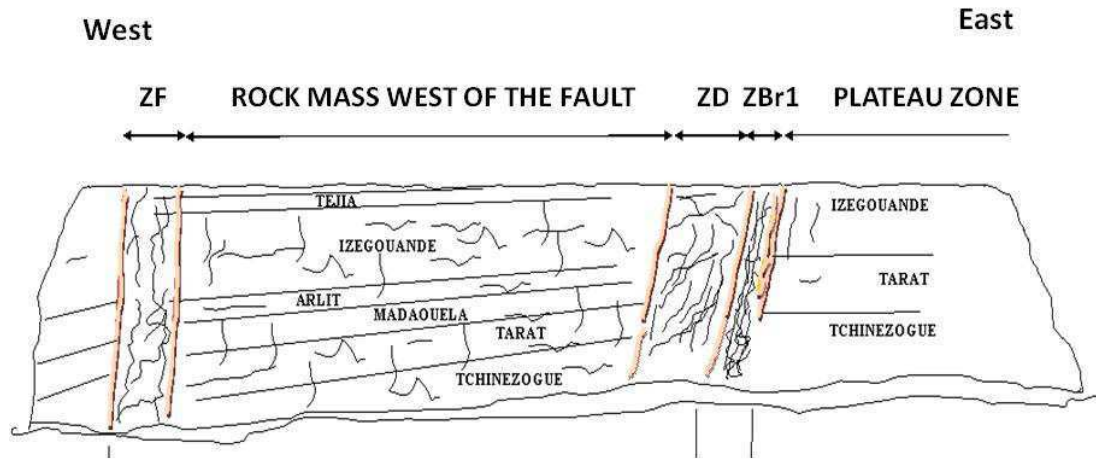 West
East
ZF ROCK MASS WEST OF THE FAULT ZD ZBr1 PLATEAU ZONE
TEJIA
IZEGOUANDE
IZEGOUANDE
ARLIT
MADAOUELA
TARAT
TARAT
TCHINEZOGUE
TCHINEZOGUE